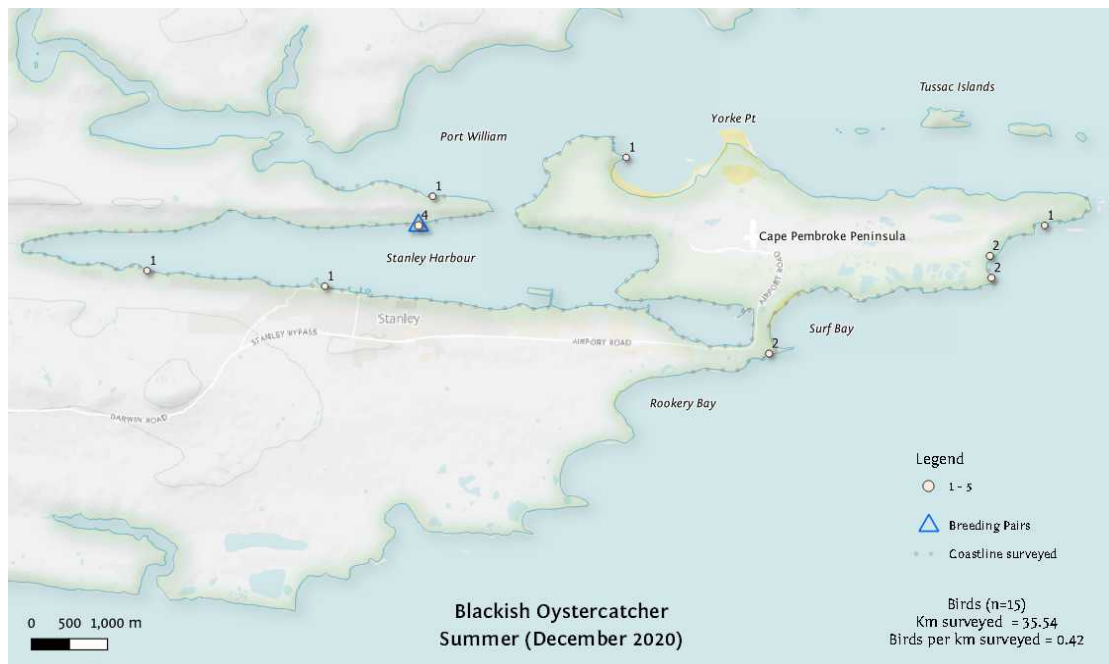 Tussac Islands
Yorke Pt
Port William
1
1
4
1
Cape Pembroke Peninsula
2
Stanley Harbour
1
2
1
AIRPORT ROAD
Stanley
Surf Bay
STANLEY BYPASS
AIRPORT ROAD
2
Rookery Bay
DARWIN ROAD
Legend
1 - 5
Breeding Pairs
Coastline surveyed
Blackish Oystercatcher
Summer (December 2020)
Birds (n=15)
Km surveyed = 35.54
Birds per km surveyed = 0.42
0 500 1,000 m